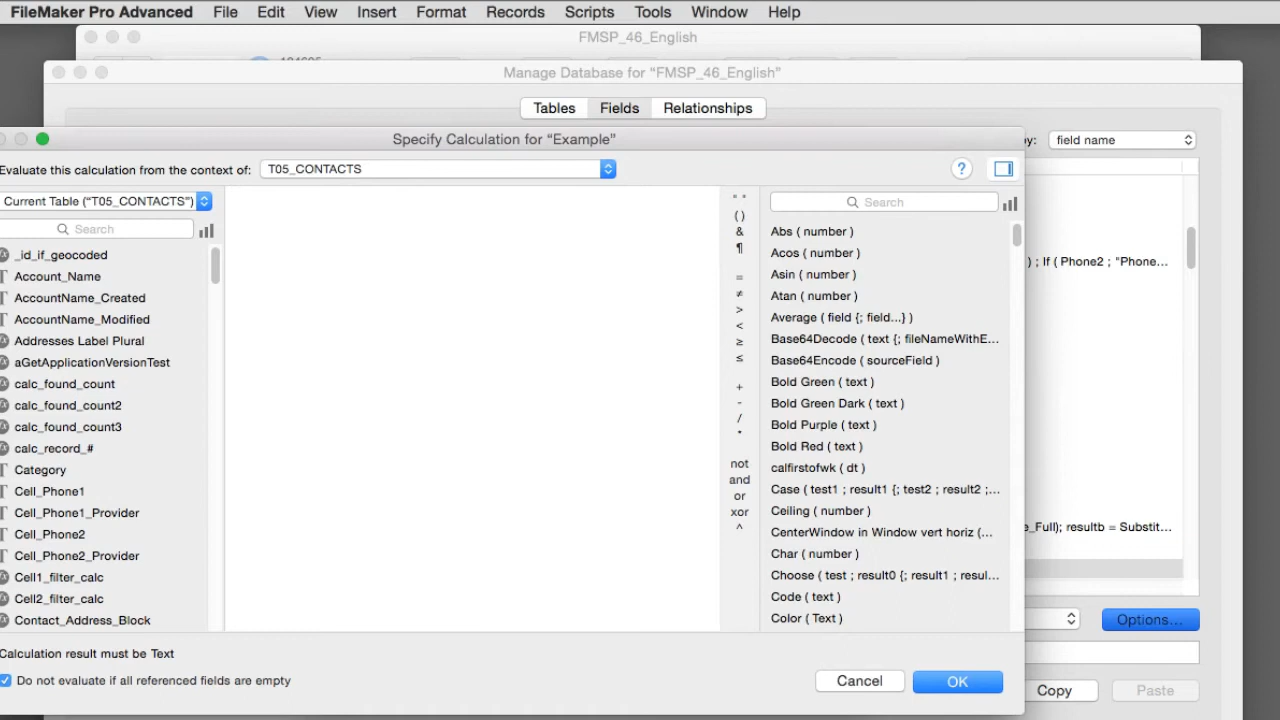 FileMaker Pro Advanced File Edit View Insert Format Records Scripts Tools Window Help
FMSP_46_English
Manage Database for “FMSP_46_English”
Tables Fields Relationships
Specify Calculation for “Example”
y: field name
Evaluate this calculation from the context of: T05_CONTACTS
Current Table (“T05_CONTACTS”)
Search
_id_if_geocoded
Account_Name
AccountName_Created
AccountName_Modified
Addresses Label Plural
aGetApplicationVersionTest
calc_found_count
calc_found_count2
calc_found_count3
calc_record_#
Category
Cell_Phone1
Cell_Phone1_Provider
Cell_Phone2
Cell_Phone2_Provider
Cell1_filter_calc
Cell2_filter_calc
Contact_Address_Block
" "
( )
&
¶
=
≠
>
<
≥
≤
+
-
/
*
not
and
or
xor
^
Search
Abs ( number )
Acos ( number )
Asin ( number )
Atan ( number )
Average ( field {; field...} )
Base64Decode ( text {; fileNameWithE...
Base64Encode ( sourceField )
Bold Green ( text )
Bold Green Dark ( text )
Bold Purple ( text )
Bold Red ( text )
calfirstofwk ( dt )
Case ( test1 ; result1 {; test2 ; result2 ;...
Ceiling ( number )
CenterWindow in Window vert horiz (...
Char ( number )
Choose ( test ; result0 {; result1 ; resul...
Code ( text )
Color ( Text )
) ; If ( Phone2 ; "Phone...
e_Full); resultb = Substit...
Options...
Calculation result must be Text
Do not evaluate if all referenced fields are empty
Cancel OK
Copy Paste